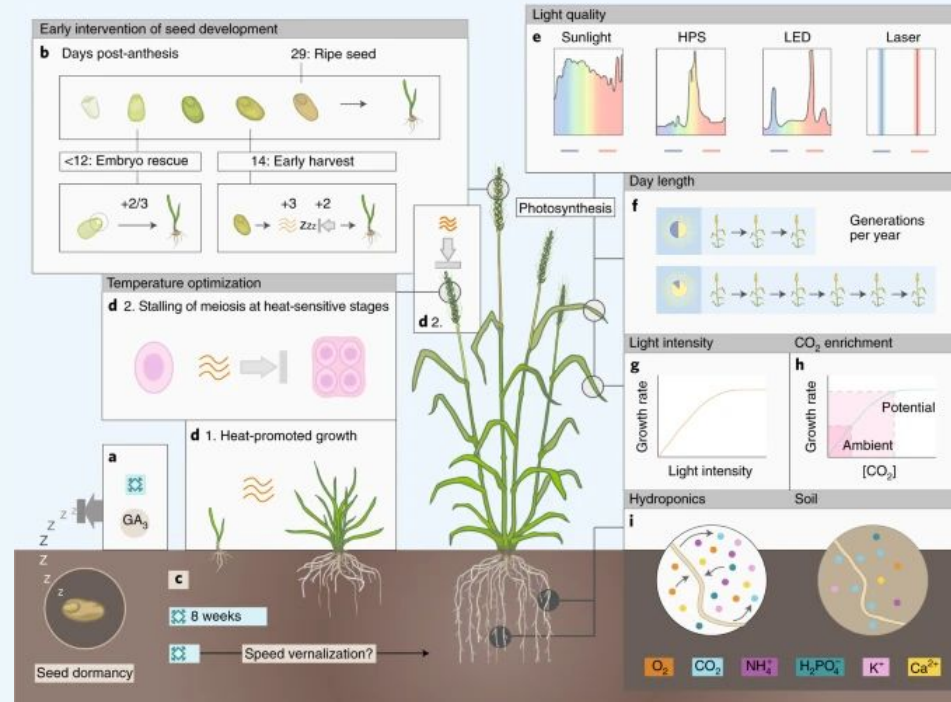 Early intervention of seed development
b Days post-anthesis
29: Ripe seed
<12: Embryo rescue
14: Early harvest
+2/3
+3 +2
Zzz
Temperature optimization
d 2. Stalling of meiosis at heat-sensitive stages
d 2.
d 1. Heat-promoted growth
a
GA₃
z z z
Z
Z
Z
z
Seed dormancy
c
8 weeks
Speed vernalization?
Photosynthesis
Light quality
e Sunlight HPS LED Laser
Day length
f
Generations
per year
Light intensity
g
Growth rate
Light intensity
CO₂ enrichment
h
Growth rate
Potential
Ambient
[CO₂]
Hydroponics Soil
i
O₂ CO₂ NH₄⁺ H₂PO₄⁻ K⁺ Ca²⁺